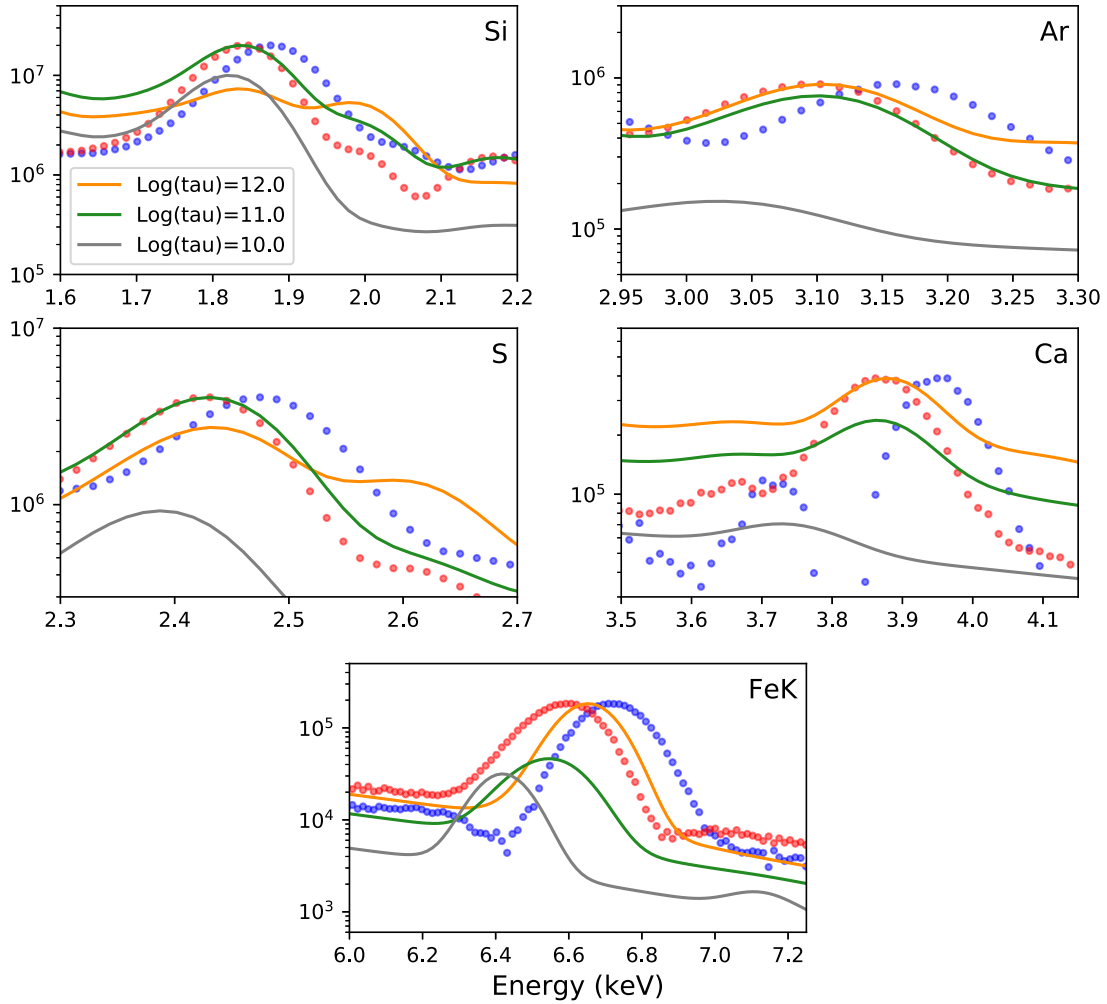 Si
10⁷
10⁶
10⁵
Log(tau)=12.0
Log(tau)=11.0
Log(tau)=10.0
1.6 1.7 1.8 1.9 2.0 2.1 2.2
Ar
10⁶
10⁵
2.95 3.00 3.05 3.10 3.15 3.20 3.25 3.30
S
10⁷
10⁶
2.3 2.4 2.5 2.6 2.7
Ca
10⁵
3.5 3.6 3.7 3.8 3.9 4.0 4.1
FeK
10⁵
10⁴
10³
6.0 6.2 6.4 6.6 6.8 7.0 7.2
Energy (keV)